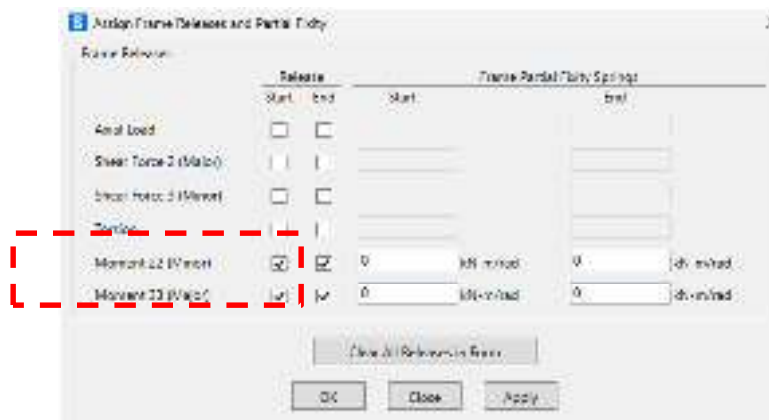 Assign Frame Releases and Partial Fixity
Frame Releases
Release Frame Partial Fixity Springs
Start End Start End
Axial Load
Shear Force 2 (Major)
Shear Force 3 (Minor)
Torsion
Moment 22 (Minor) 0 kN-m/rad 0 kN-m/rad
Moment 33 (Major) 0 kN-m/rad 0 kN-m/rad
Clear All Releases in Form
OK Close Apply